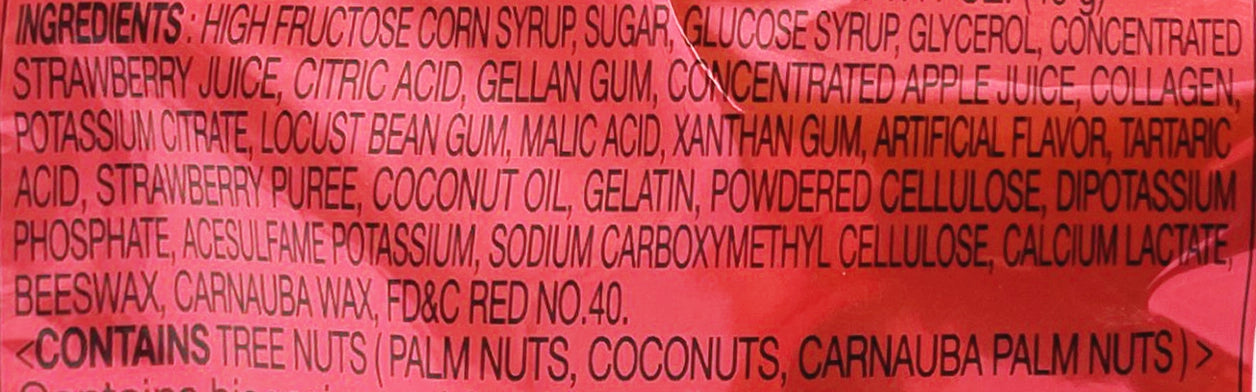 INGREDIENTS : HIGH FRUCTOSE CORN SYRUP, SUGAR, GLUCOSE SYRUP, GLYCEROL, CONCENTRATED
STRAWBERRY JUICE, CITRIC ACID, GELLAN GUM, CONCENTRATED APPLE JUICE, COLLAGEN,
POTASSIUM CITRATE, LOCUST BEAN GUM, MALIC ACID, XANTHAN GUM, ARTIFICIAL FLAVOR, TARTARIC
ACID, STRAWBERRY PUREE, COCONUT OIL, GELATIN, POWDERED CELLULOSE, DIPOTASSIUM
PHOSPHATE, ACESULFAME POTASSIUM, SODIUM CARBOXYMETHYL CELLULOSE, CALCIUM LACTATE,
BEESWAX, CARNAUBA WAX, FD&C RED NO.40.
<CONTAINS TREE NUTS (PALM NUTS, COCONUTS, CARNAUBA PALM NUTS)>